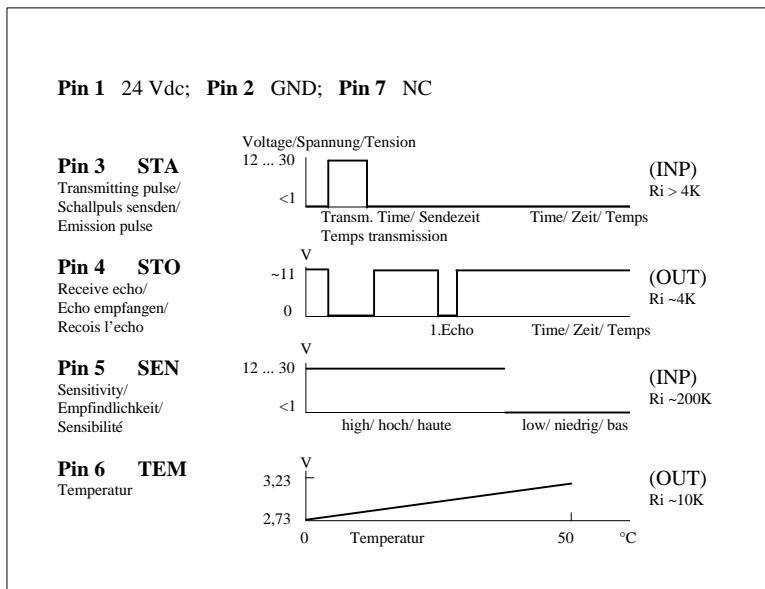 Pin 1 24 Vdc; Pin 2 GND; Pin 7 NC
Voltage/Spannung/Tension
Pin 3 STA
12 ... 30
(INP)
Transmitting pulse/
Ri > 4K
Schallpuls sensden/
<1
Emission pulse
Transm. Time/ Sendezeit
Time/ Zeit/ Temps
Temps transmission
V
Pin 4 STO
~11
(OUT)
Receive echo/
Ri ~4K
Echo empfangen/
0
Recois l'echo
1.Echo
Time/ Zeit/ Temps
V
Pin 5 SEN
12 ... 30
(INP)
Sensitivity/
Ri ~200K
Empfindlichkeit/
<1
Sensibilité
high/ hoch/ haute
low/ niedrig/ bas
Pin 6 TEM
V
(OUT)
Temperatur
3,23
Ri ~10K
2,73
0
Temperatur
50
°C